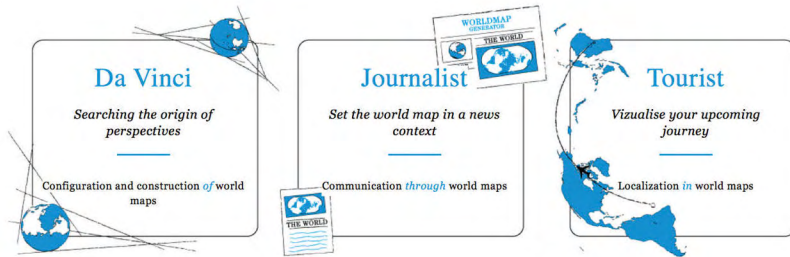 WORLDMAP
GENERATOR
THE WORLD
Da Vinci
Searching the origin of
perspectives
Configuration and construction of world
maps
Journalist
Set the world map in a news
context
Communication through world maps
THE WORLD
Tourist
Vizualise your upcoming
journey
Localization in world maps